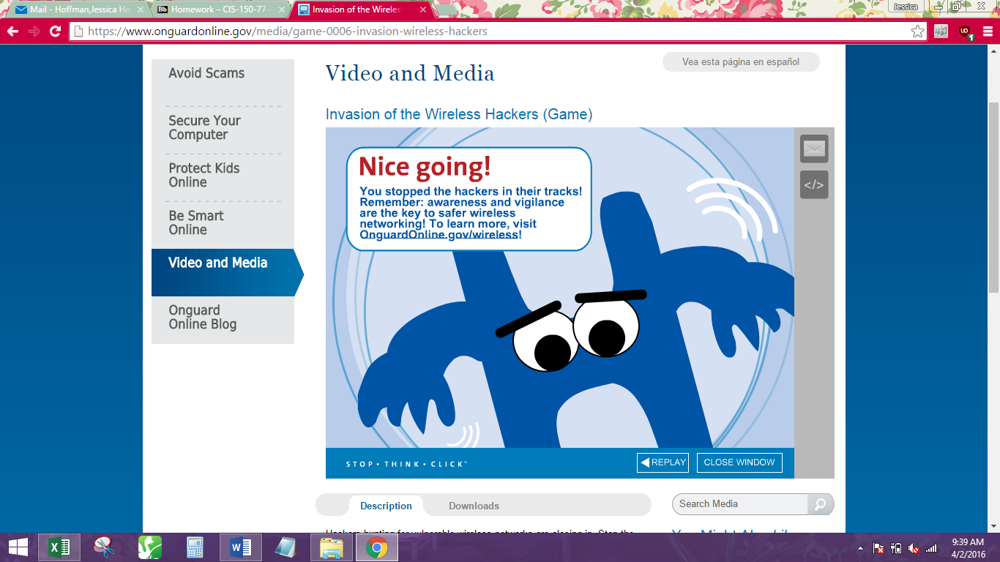 Mail - Hoffman,Jessica Ha
Homework – CIS-150-77–
Invasion of the Wireles
Jessica
https://www.onguardonline.gov/media/game-0006-invasion-wireless-hackers
Vea esta página en español
Avoid Scams
Secure Your
Computer
Protect Kids
Online
Be Smart
Online
Video and Media
Onguard
Online Blog
Video and Media
Invasion of the Wireless Hackers (Game)
Nice going!
You stopped the hackers in their tracks!
Remember: awareness and vigilance
are the key to safer wireless
networking! To learn more, visit
OnguardOnline.gov/wireless!
</>
STOP • THINK • CLICK™
REPLAY
CLOSE WINDOW
Description
Downloads
Search Media
9:39 AM
4/2/2016